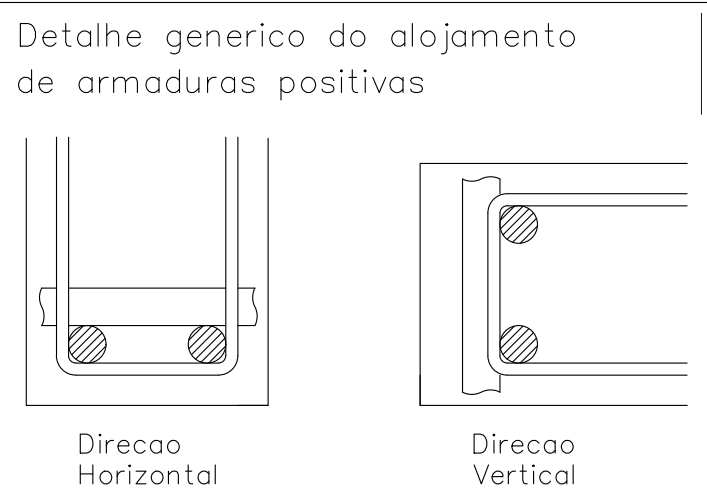 Detalhe generico do alojamento
de armaduras positivas
Direcao
Horizontal
Direcao
Vertical